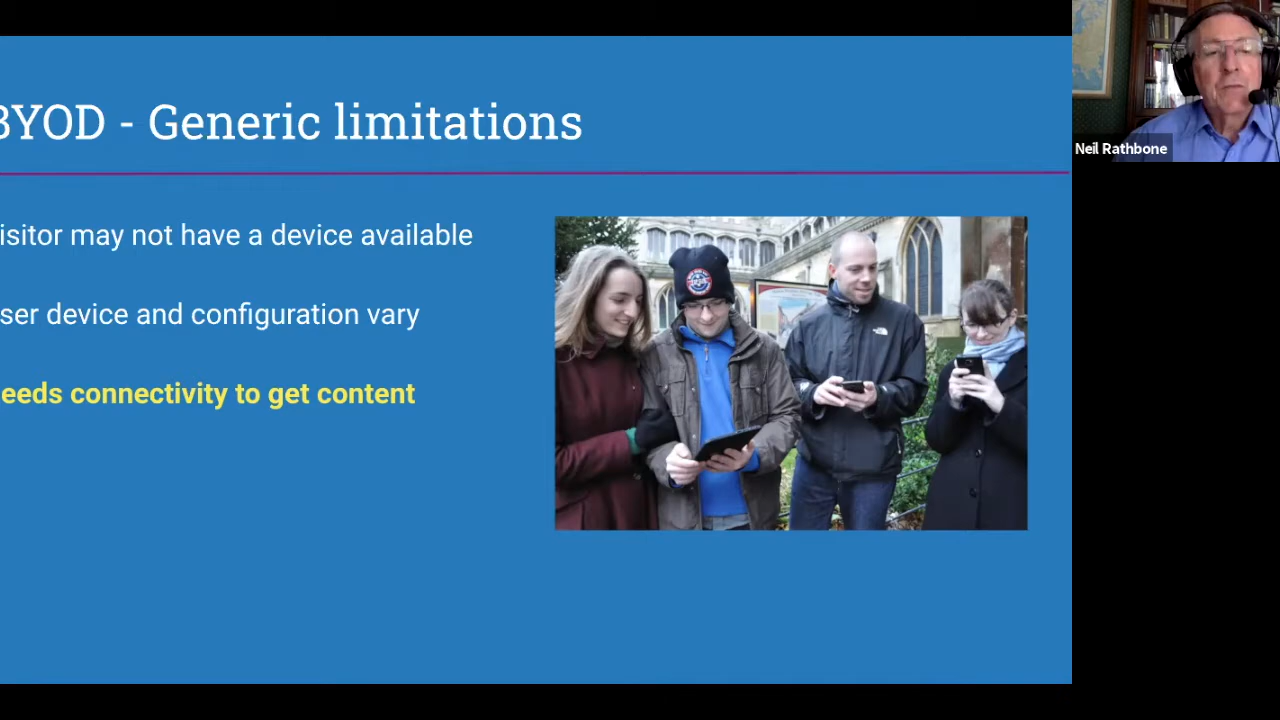 BYOD - Generic limitations
isitor may not have a device available
ser device and configuration vary
eeds connectivity to get content
Neil Rathbone